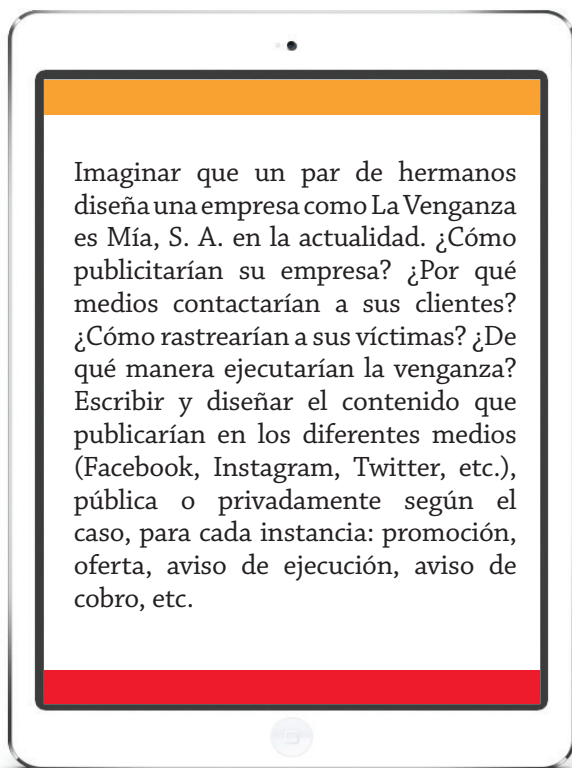 Imaginar que un par de hermanos
diseña una empresa como La Venganza
es Mía, S. A. en la actualidad. ¿Cómo
publicitarían su empresa? ¿Por qué
medios contactarían a sus clientes?
¿Cómo rastrearían a sus víctimas? ¿De
qué manera ejecutarían la venganza?
Escribir y diseñar el contenido que
publicarían en los diferentes medios
(Facebook, Instagram, Twitter, etc.),
pública o privadamente según el
caso, para cada instancia: promoción,
oferta, aviso de ejecución, aviso de
cobro, etc.